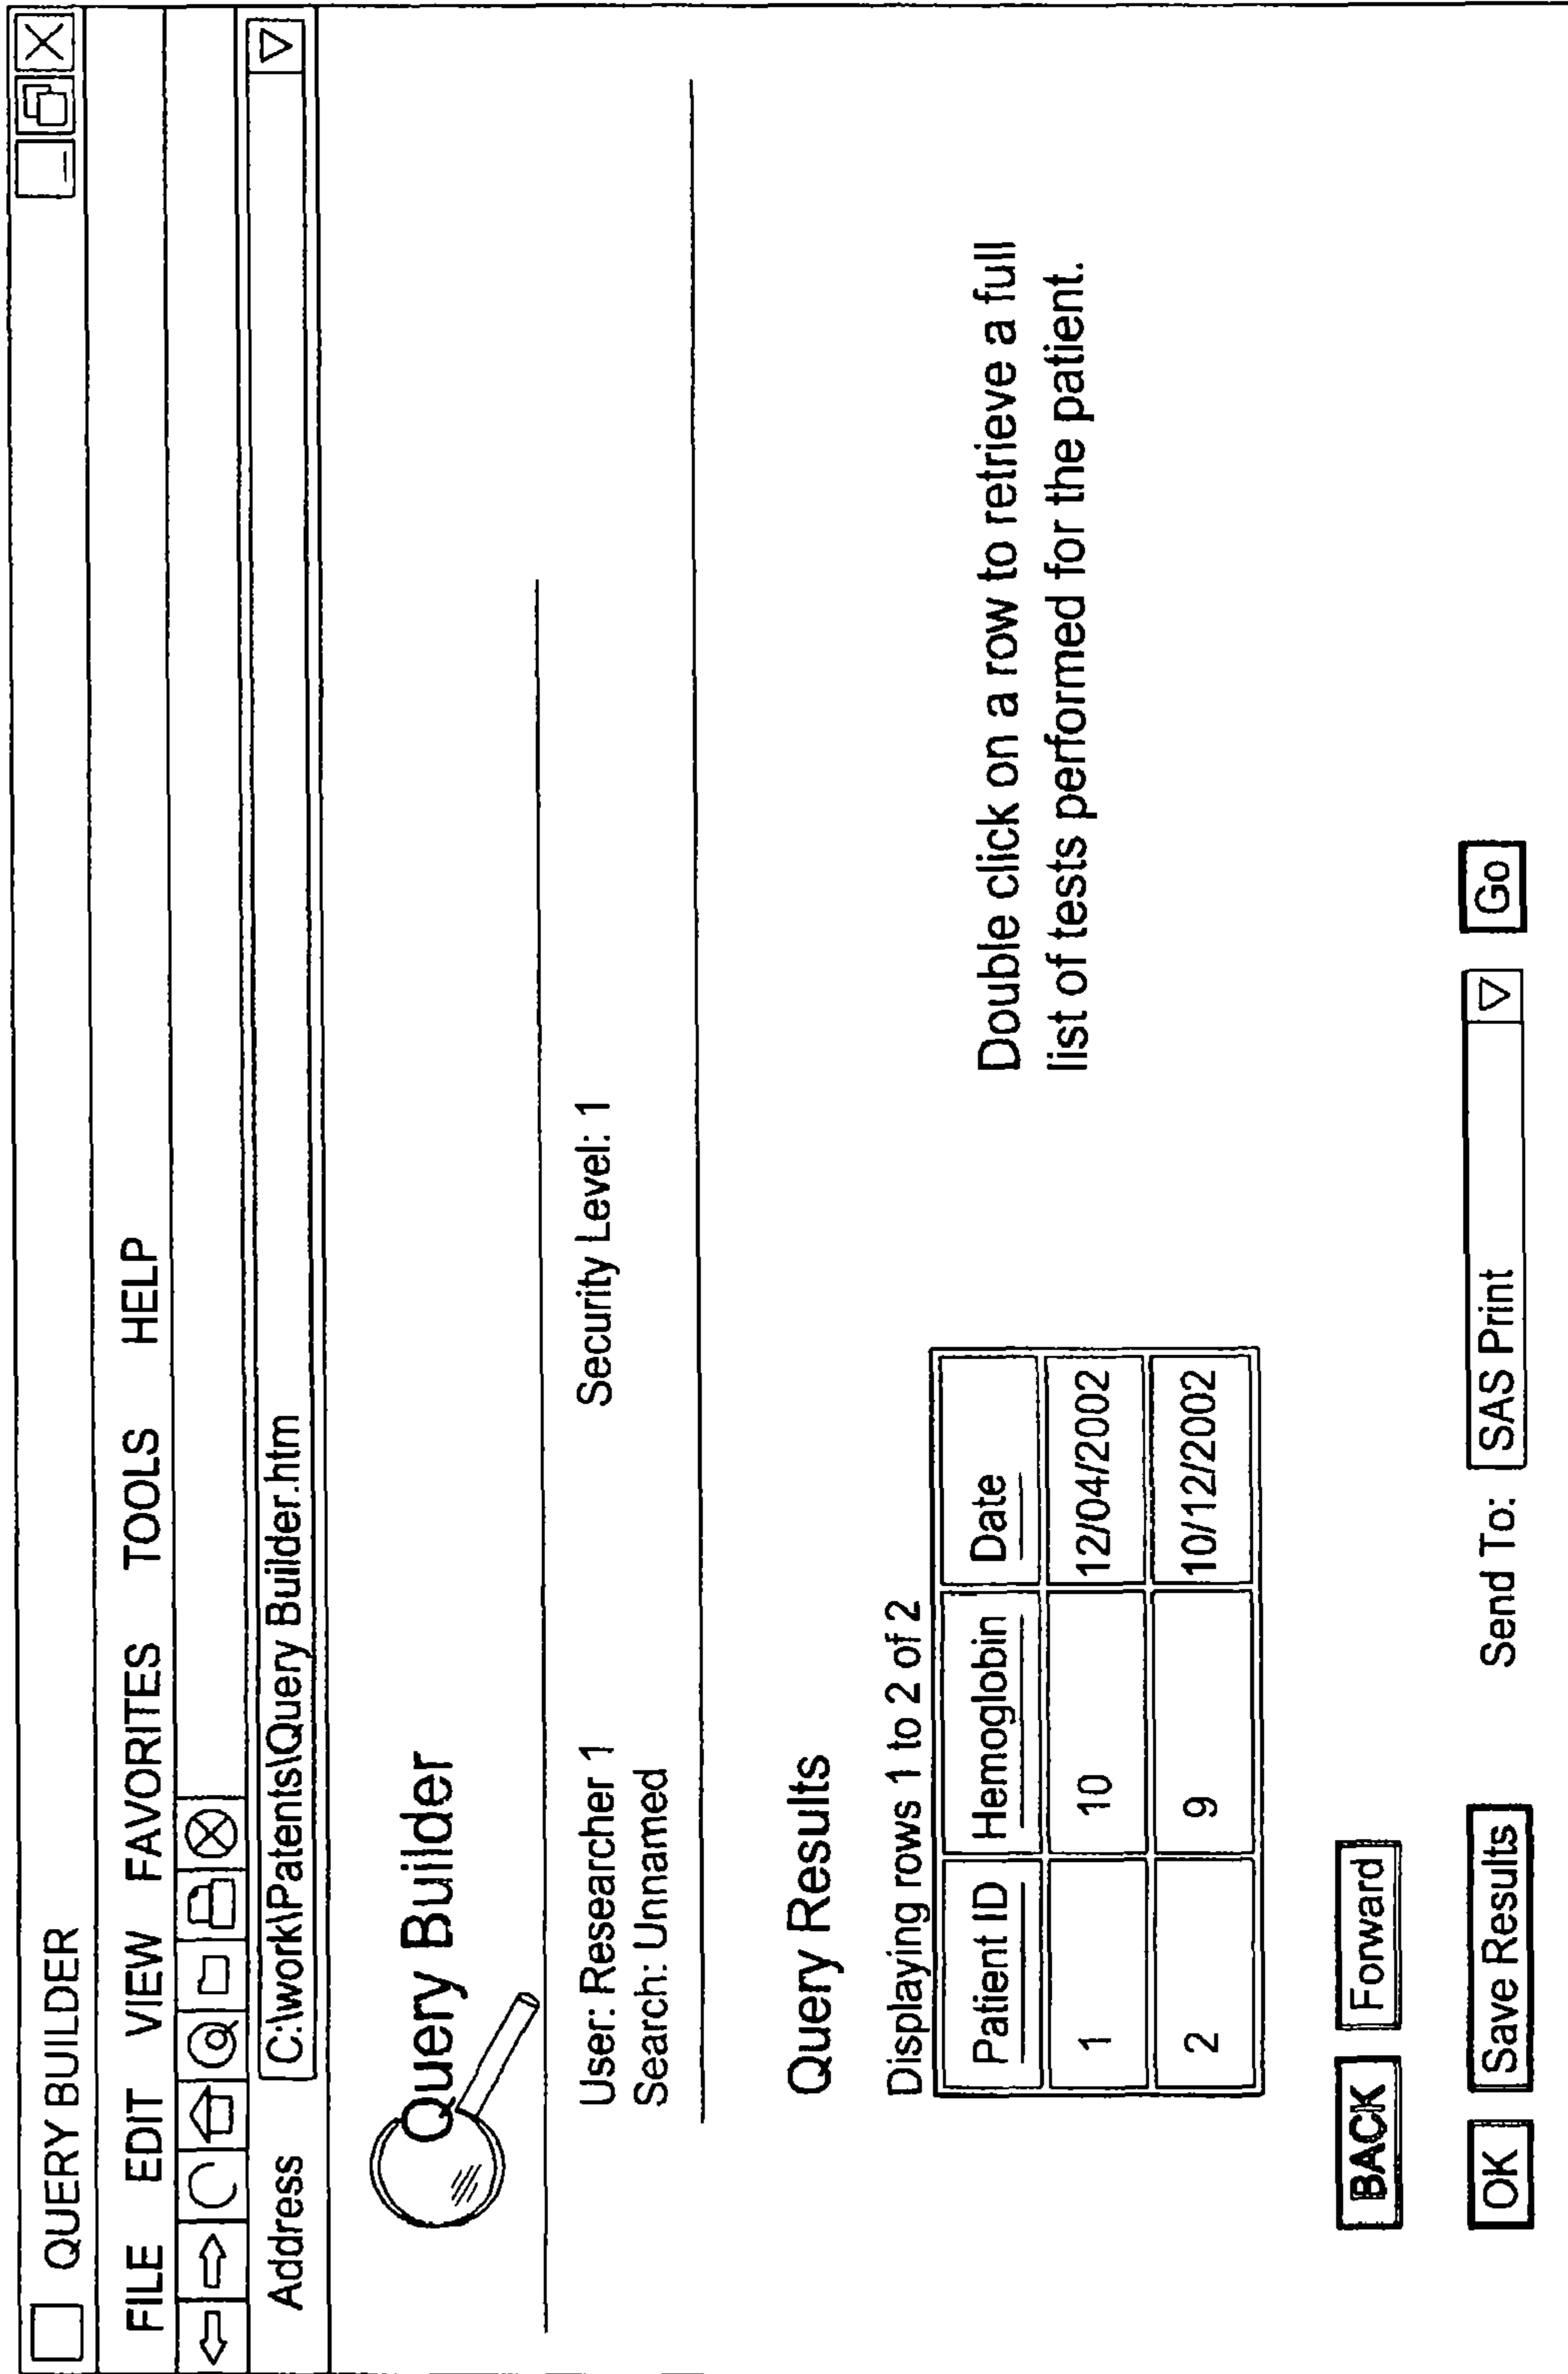 QUERY BUILDER
FILE EDIT VIEW FAVORITES TOOLS HELP
Address C:\work\Patents\Query Builder.htm
Query Builder
User: Researcher 1 Security Level: 1
Search: Unnamed
Query Results
Displaying rows 1 to 2 of 2
Patient ID Hemoglobin Date
1 10 12/04/2002
2 9 10/12/2002
Double click on a row to retrieve a full
list of tests performed for the patient.
BACK Forward
OK Save Results Send To: SAS Print Go